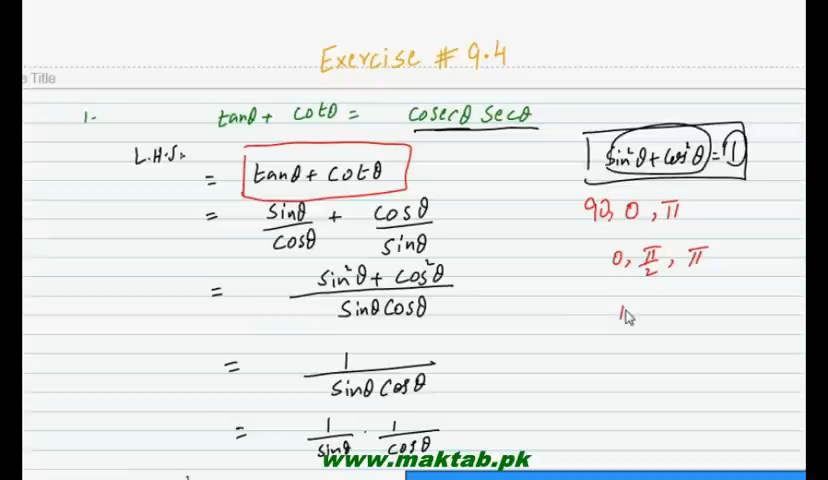 Exercise # 9.4
Title
1. tanθ + cotθ = cosecθ secθ
L.H.S:
= tanθ + cotθ
sin²θ + cos²θ = 1
= sinθ/cosθ + cosθ/sinθ
90, 0, π
0, π/2, π
= sin²θ + cos²θ / sinθ cosθ
= 1 / sinθ cosθ
= 1/sinθ · 1/cosθ
www.maktab.pk